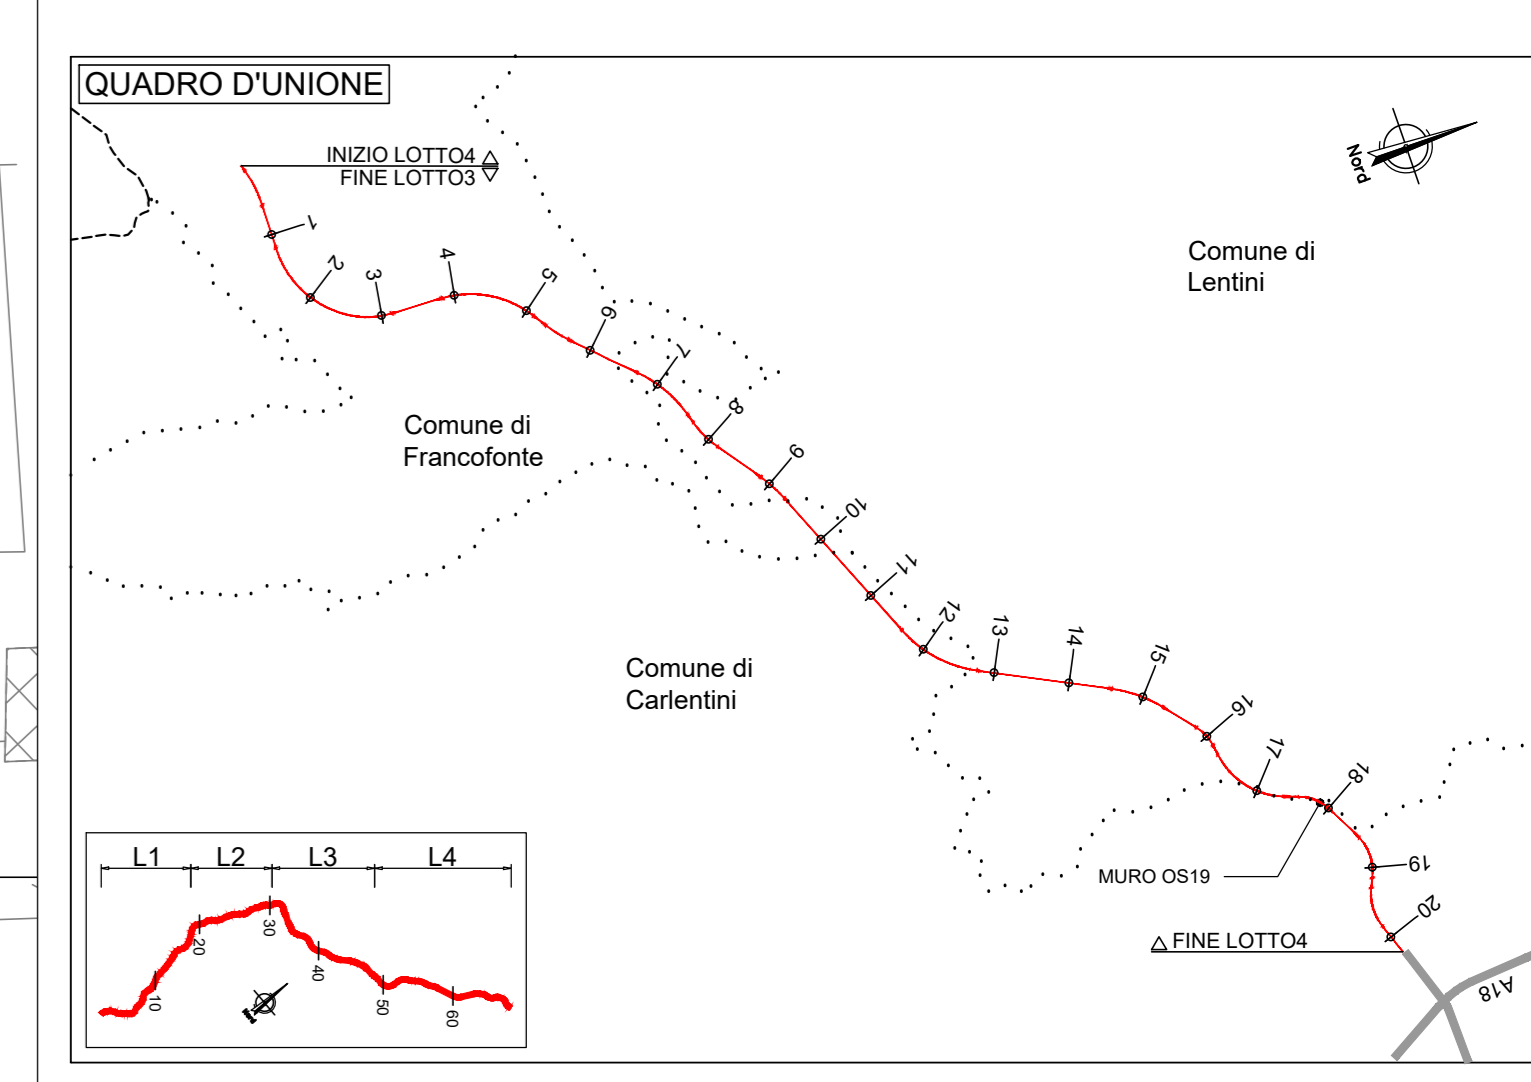 QUADRO D'UNIONE
INIZIO LOTTO4
FINE LOTTO3
Nord
Comune di
Lentini
1
2
3
4
5
6
7
8
9
10
11
12
13
14
15
16
17
18
19
20
Comune di
Francofonte
Comune di
Carlentini
MURO OS19
FINE LOTTO4
A18
L1 L2 L3 L4
10
20
30
40
50
60
Nord